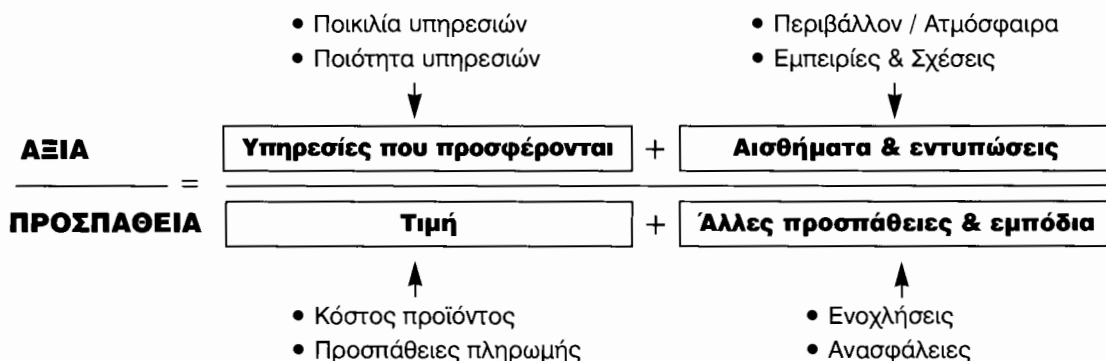 • Ποικιλία υπηρεσιών • Περιβάλλον / Ατμόσφαιρα
• Ποιότητα υπηρεσιών • Εμπειρίες & Σχέσεις
ΑΞΙΑ Υπηρεσίες που προσφέρονται + Αισθήματα & εντυπώσεις
=
ΠΡΟΣΠΑΘΕΙΑ Τιμή + Άλλες προσπάθειες & εμπόδια
• Κόστος προϊόντος • Ενοχλήσεις
• Προσπάθειες πληρωμής • Ανασφάλειες